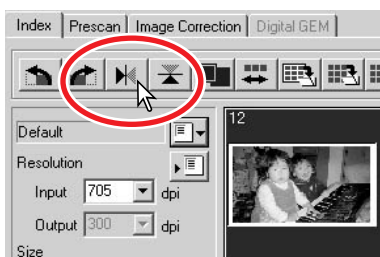 Index Prescan Image Correction Digital GEM
Default
12
Resolution
Input 705 dpi
Output 300 dpi
Size